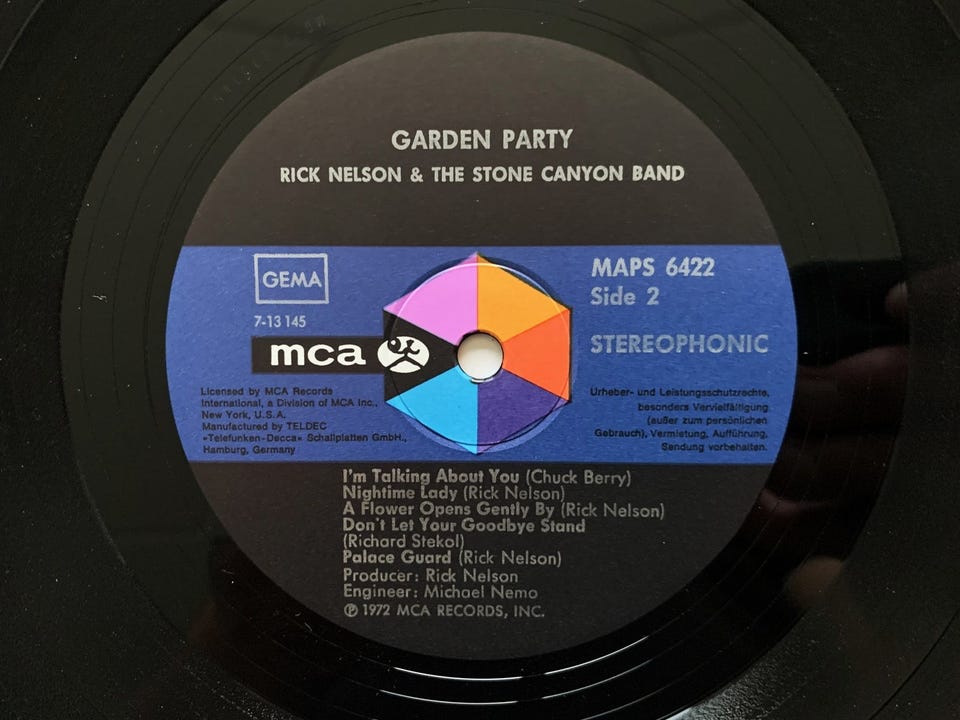 GARDEN PARTY
RICK NELSON & THE STONE CANYON BAND
GEMA
7-13 145
mca
Licensed by MCA Records
International, a Division of MCA Inc.,
New York, U.S.A.
Manufactured by TELDEC
»Telefunken-Decca« Schallplatten GmbH.,
Hamburg, Germany
MAPS 6422
Side 2
STEREOPHONIC
Urheber- und Leistungsschutzrechte,
besonders Vervielfältigung
(außer zum persönlichen
Gebrauch), Vermietung, Aufführung,
Sendung vorbehalten.
I'm Talking About You (Chuck Berry)
Nightime Lady (Rick Nelson)
A Flower Opens Gently By (Rick Nelson)
Don't Let Your Goodbye Stand
(Richard Stekol)
Palace Guard (Rick Nelson)
Producer: Rick Nelson
Engineer: Michael Nemo
℗ 1972 MCA RECORDS, INC.